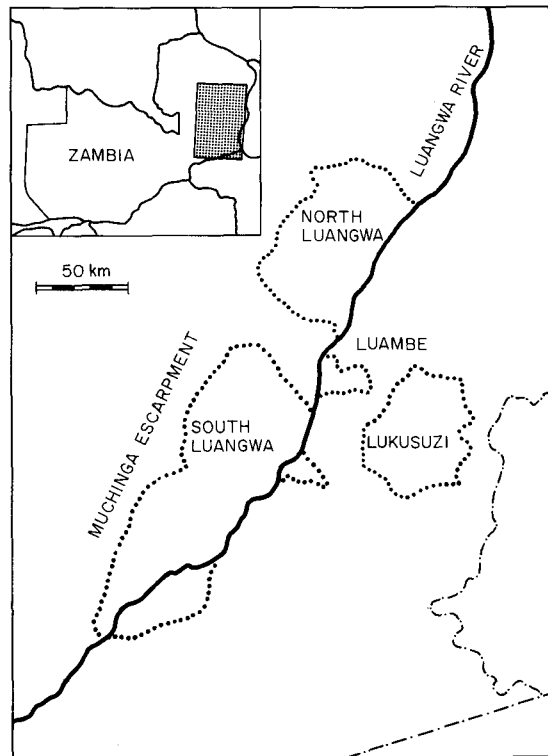 ZAMBIA
LUANGWA RIVER
NORTH
LUANGWA
50 km
LUAMBE
MUCHINGA ESCARPMENT
SOUTH
LUANGWA
LUKUSUZI